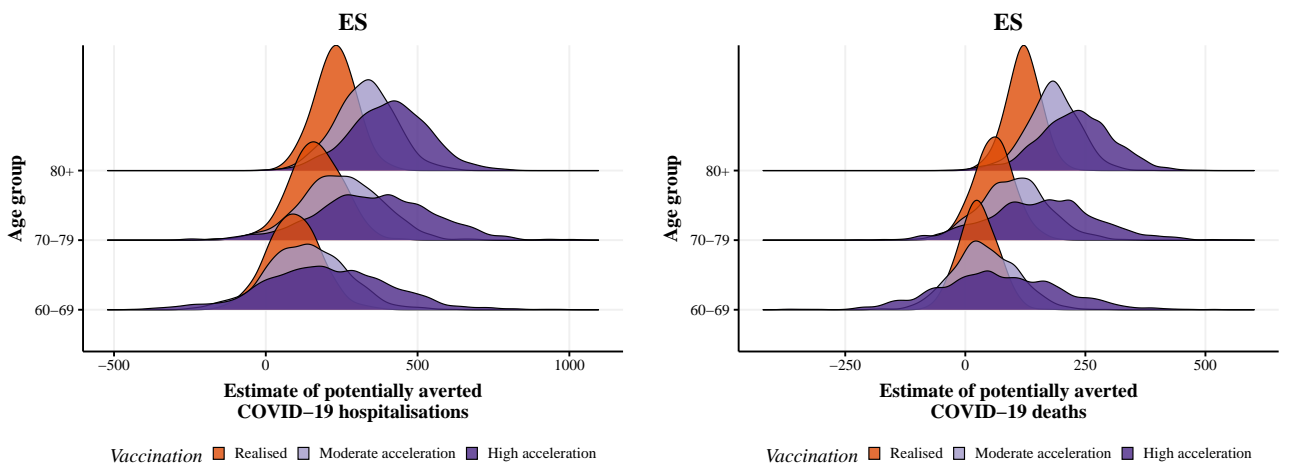 ES
Age group
80+
70−79
60−69
−500 0 500 1000
Estimate of potentially averted
COVID−19 hospitalisations
Vaccination Realised Moderate acceleration High acceleration
ES
Age group
80+
70−79
60−69
−250 0 250 500
Estimate of potentially averted
COVID−19 deaths
Vaccination Realised Moderate acceleration High acceleration